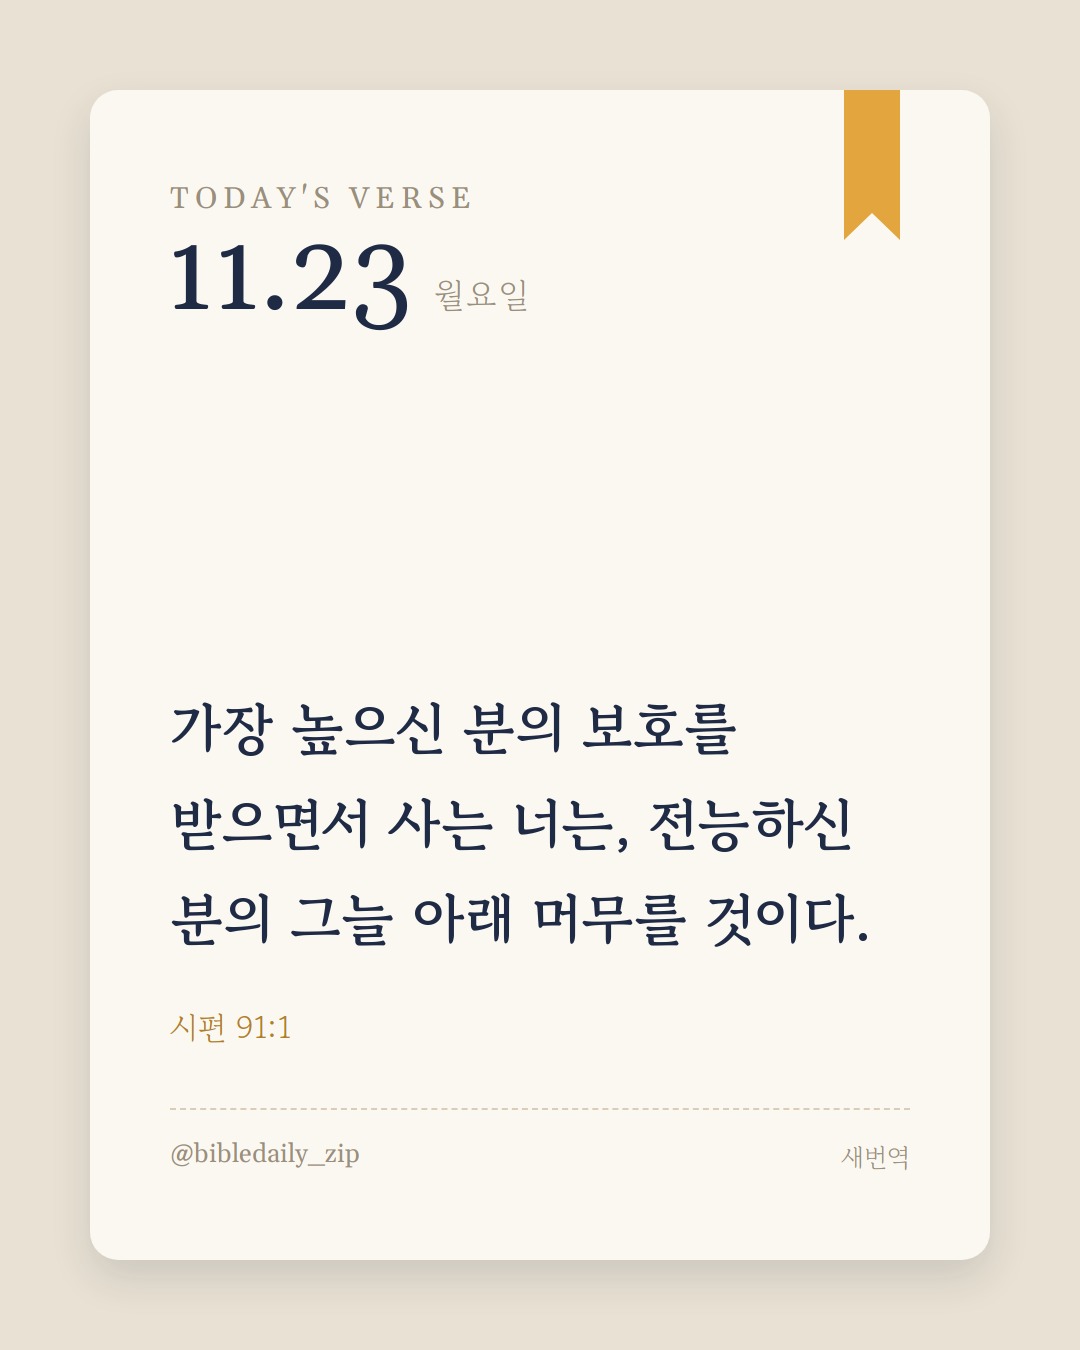 TODAY'S VERSE
11.23 월요일
가장 높으신 분의 보호를
받으면서 사는 너는, 전능하신
분의 그늘 아래 머무를 것이다.
시편 91:1
@bibledaily_zip 새번역